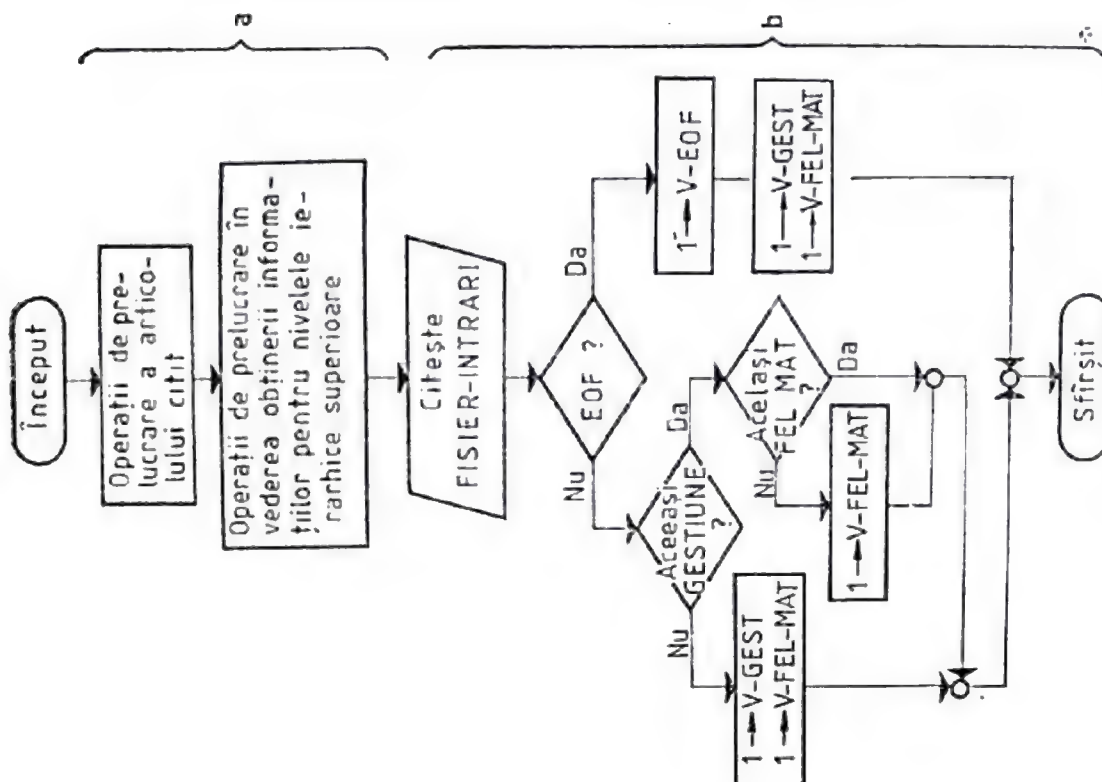 Început
Operații de pre-
lucrare a artico-
lului citit
Operații de prelucrare în
vederea obținerii informa-
țiilor pentru nivelele ie-
rarhice superioare
a
Citește
FISIER-INTRARI
EOF ?
Nu
Da
Aceeași
GESTIUNE
?
Nu
Da
1→V-EOF
1→V-GEST
1→V-FEL-MAT
Același
FEL MAT
?
Nu
Da
1→V-GEST
1→V-FEL-MAT
1→V-FEL-MAT
b
Sfîrșit